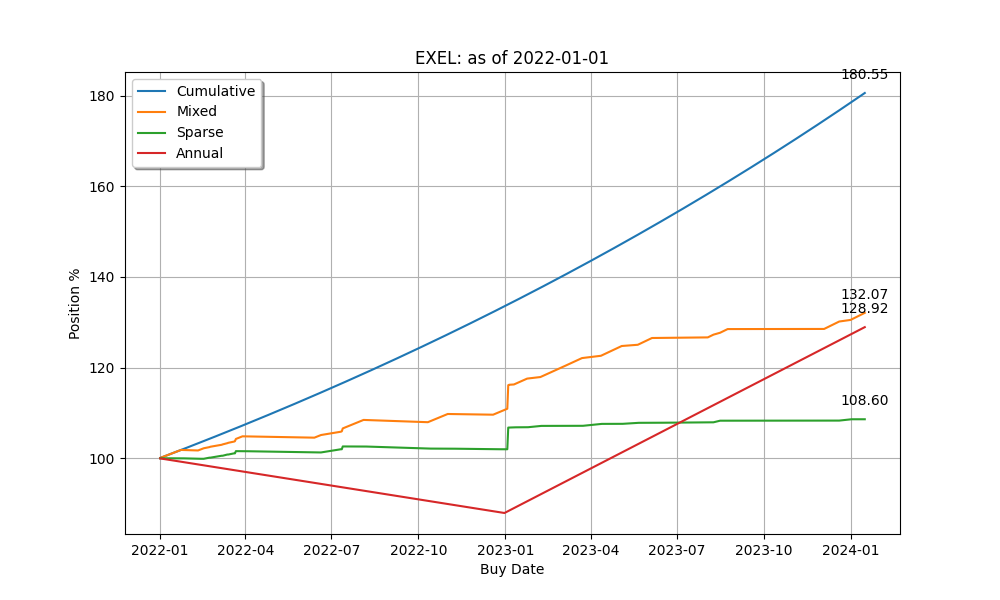 EXEL: as of 2022-01-01
180.55
Cumulative
Mixed
Sparse
Annual
180
160
140
120
100
Position %
132.07
128.92
108.60
2022-01 2022-04 2022-07 2022-10 2023-01 2023-04 2023-07 2023-10 2024-01
Buy Date